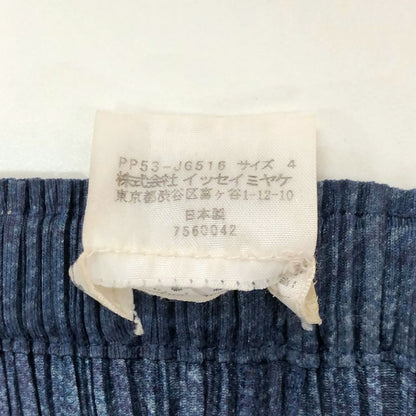 PP53-JG516 サイズ 4
株式会社 イッセイミヤケ
東京都渋谷区富ヶ谷1-12-10
日本製
7560042